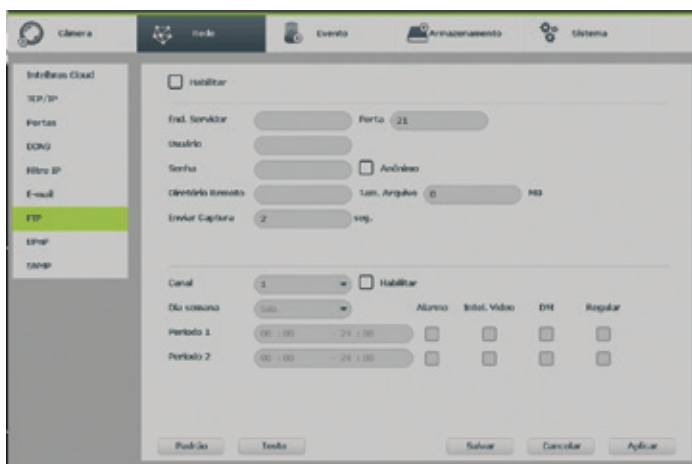 Câmera Rede Evento Armazenamento Sistema
Intelbras Cloud
TCP/IP
Portas
DDNS
Filtro IP
E-mail
FTP
UPnP
SNMP
Habilitar
End. Servidor Porta 21
Usuário
Senha Anônimo
Diretório Remoto Tam. Arquivo 0 MB
Enviar Captura 2 seg.
Canal 1 Habilitar
Dia semana Sáb Alarme Intel. Vídeo DM Regular
Período 1 00 : 00 - 24 : 00
Período 2 00 : 00 - 24 : 00
Padrão Teste Salvar Cancelar Aplicar